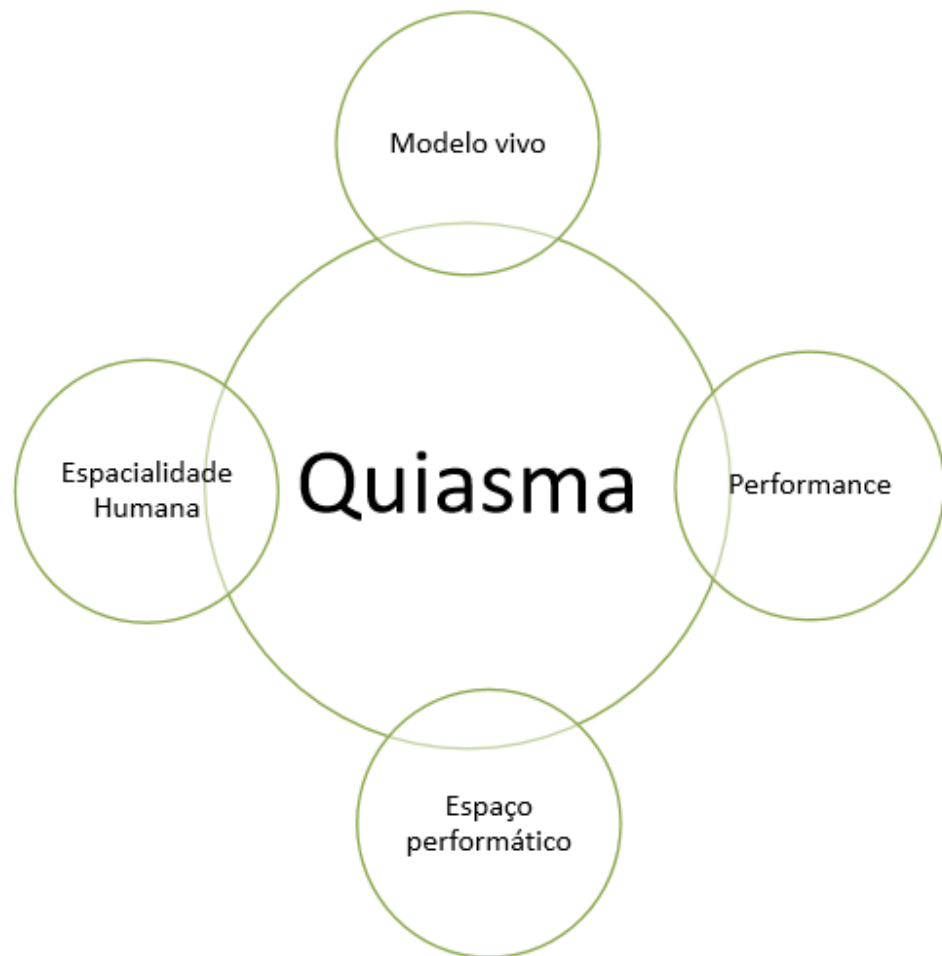 Modelo vivo
Espacialidade
Humana
Quiasma
Performance
Espaço
performático